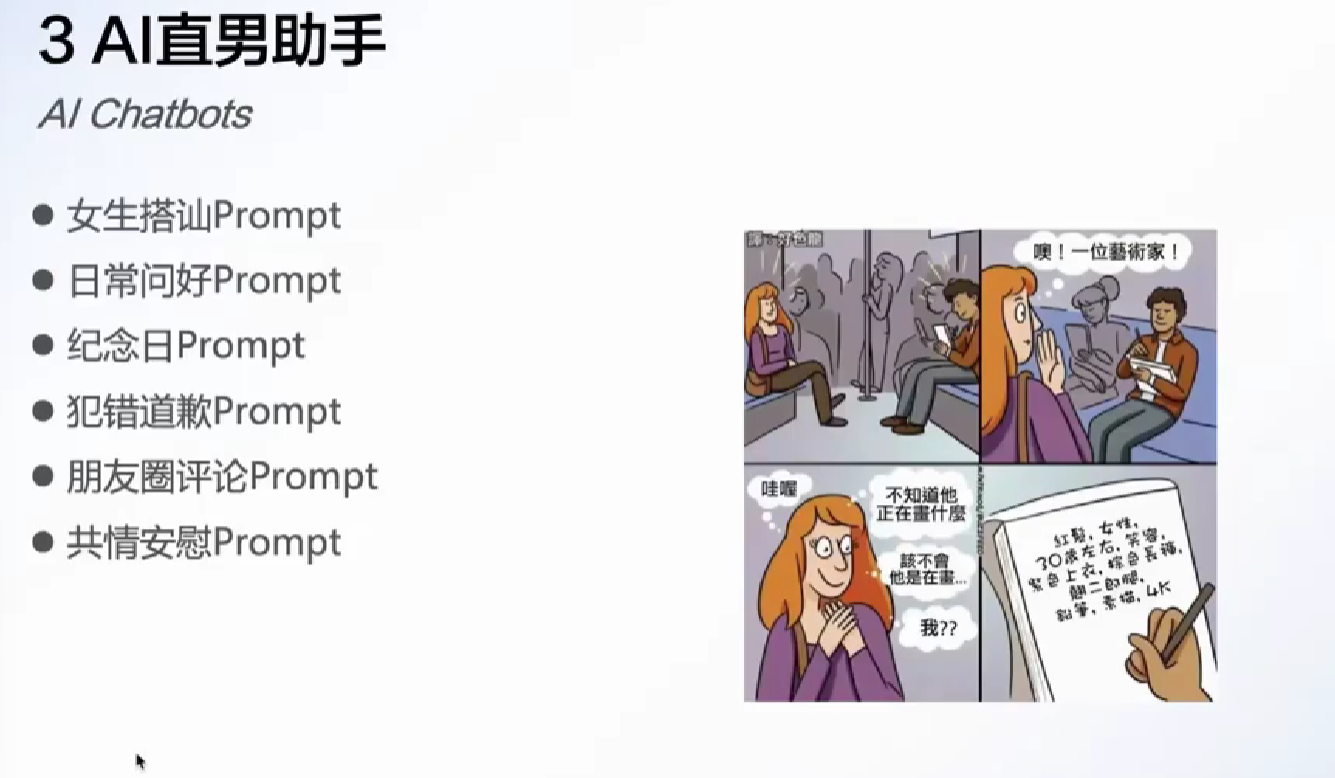 3 AI直男助手
AI Chatbots
● 女生搭讪Prompt
● 日常问好Prompt
● 纪念日Prompt
● 犯错道歉Prompt
● 朋友圈评论Prompt
● 共情安慰Prompt
譯：好色龍
噢！一位藝術家！
哇喔
不知道他
正在畫什麼
該不會
他是在畫...
我??
紅髮, 女性,
30歲左右, 笑容,
紫色上衣, 棕色長褲,
翹二郎腿,
鉛筆, 素描, 4K